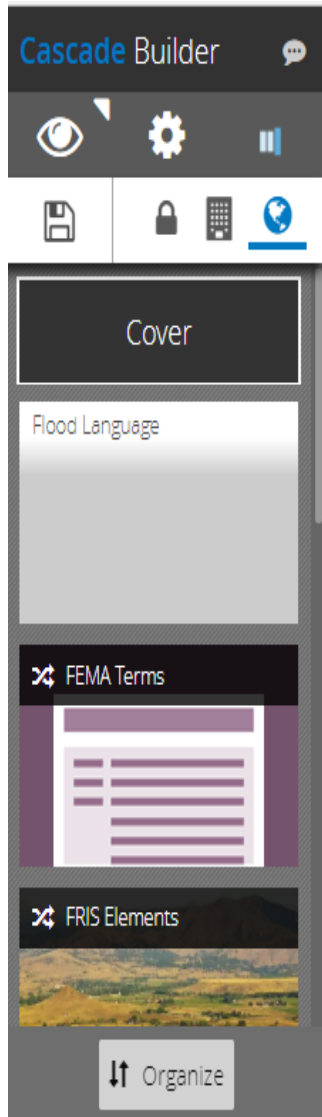 Cascade Builder
Cover
Flood Language
FEMA Terms
FRIS Elements
Organize